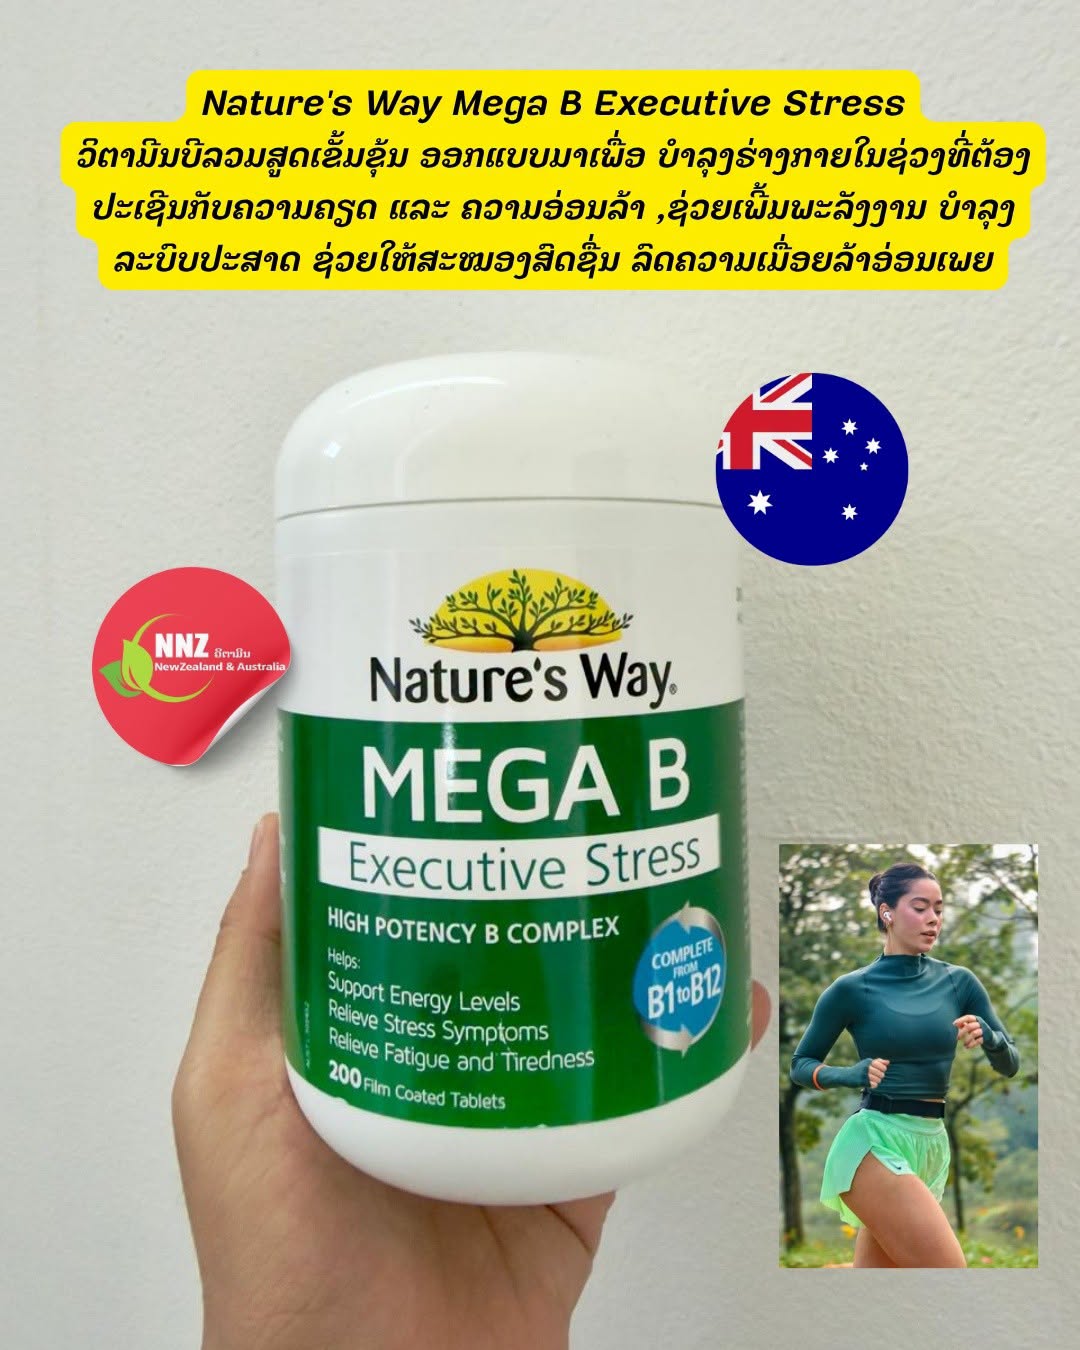 Nature's Way Mega B Executive Stress
ວິຕາມີນບີລວມສູດເຂັ້ມຂຸ້ນ ອອກແບບມາເພື່ອ ບຳລຸງຮ່າງກາຍໃນຊ່ວງທີ່ຕ້ອງ
ປະເຊີນກັບຄວາມຄຽດ ແລະ ຄວາມອ່ອນລ້າ ,ຊ່ວຍເພີ້ມພະລັງງານ ບຳລຸງ
ລະບົບປະສາດ ຊ່ວຍໃຫ້ສະໝອງສົດຊື່ນ ລົດຄວາມເມື່ອຍລ້າອ່ອນເພຍ
NNZ ວີຕາມິນ
NewZealand & Australia
Nature's Way®
MEGA B
Executive Stress
HIGH POTENCY B COMPLEX
Helps:
Support Energy Levels
Relieve Stress Symptoms
Relieve Fatigue and Tiredness
200 Film Coated Tablets
COMPLETE
FROM
B1 to B12